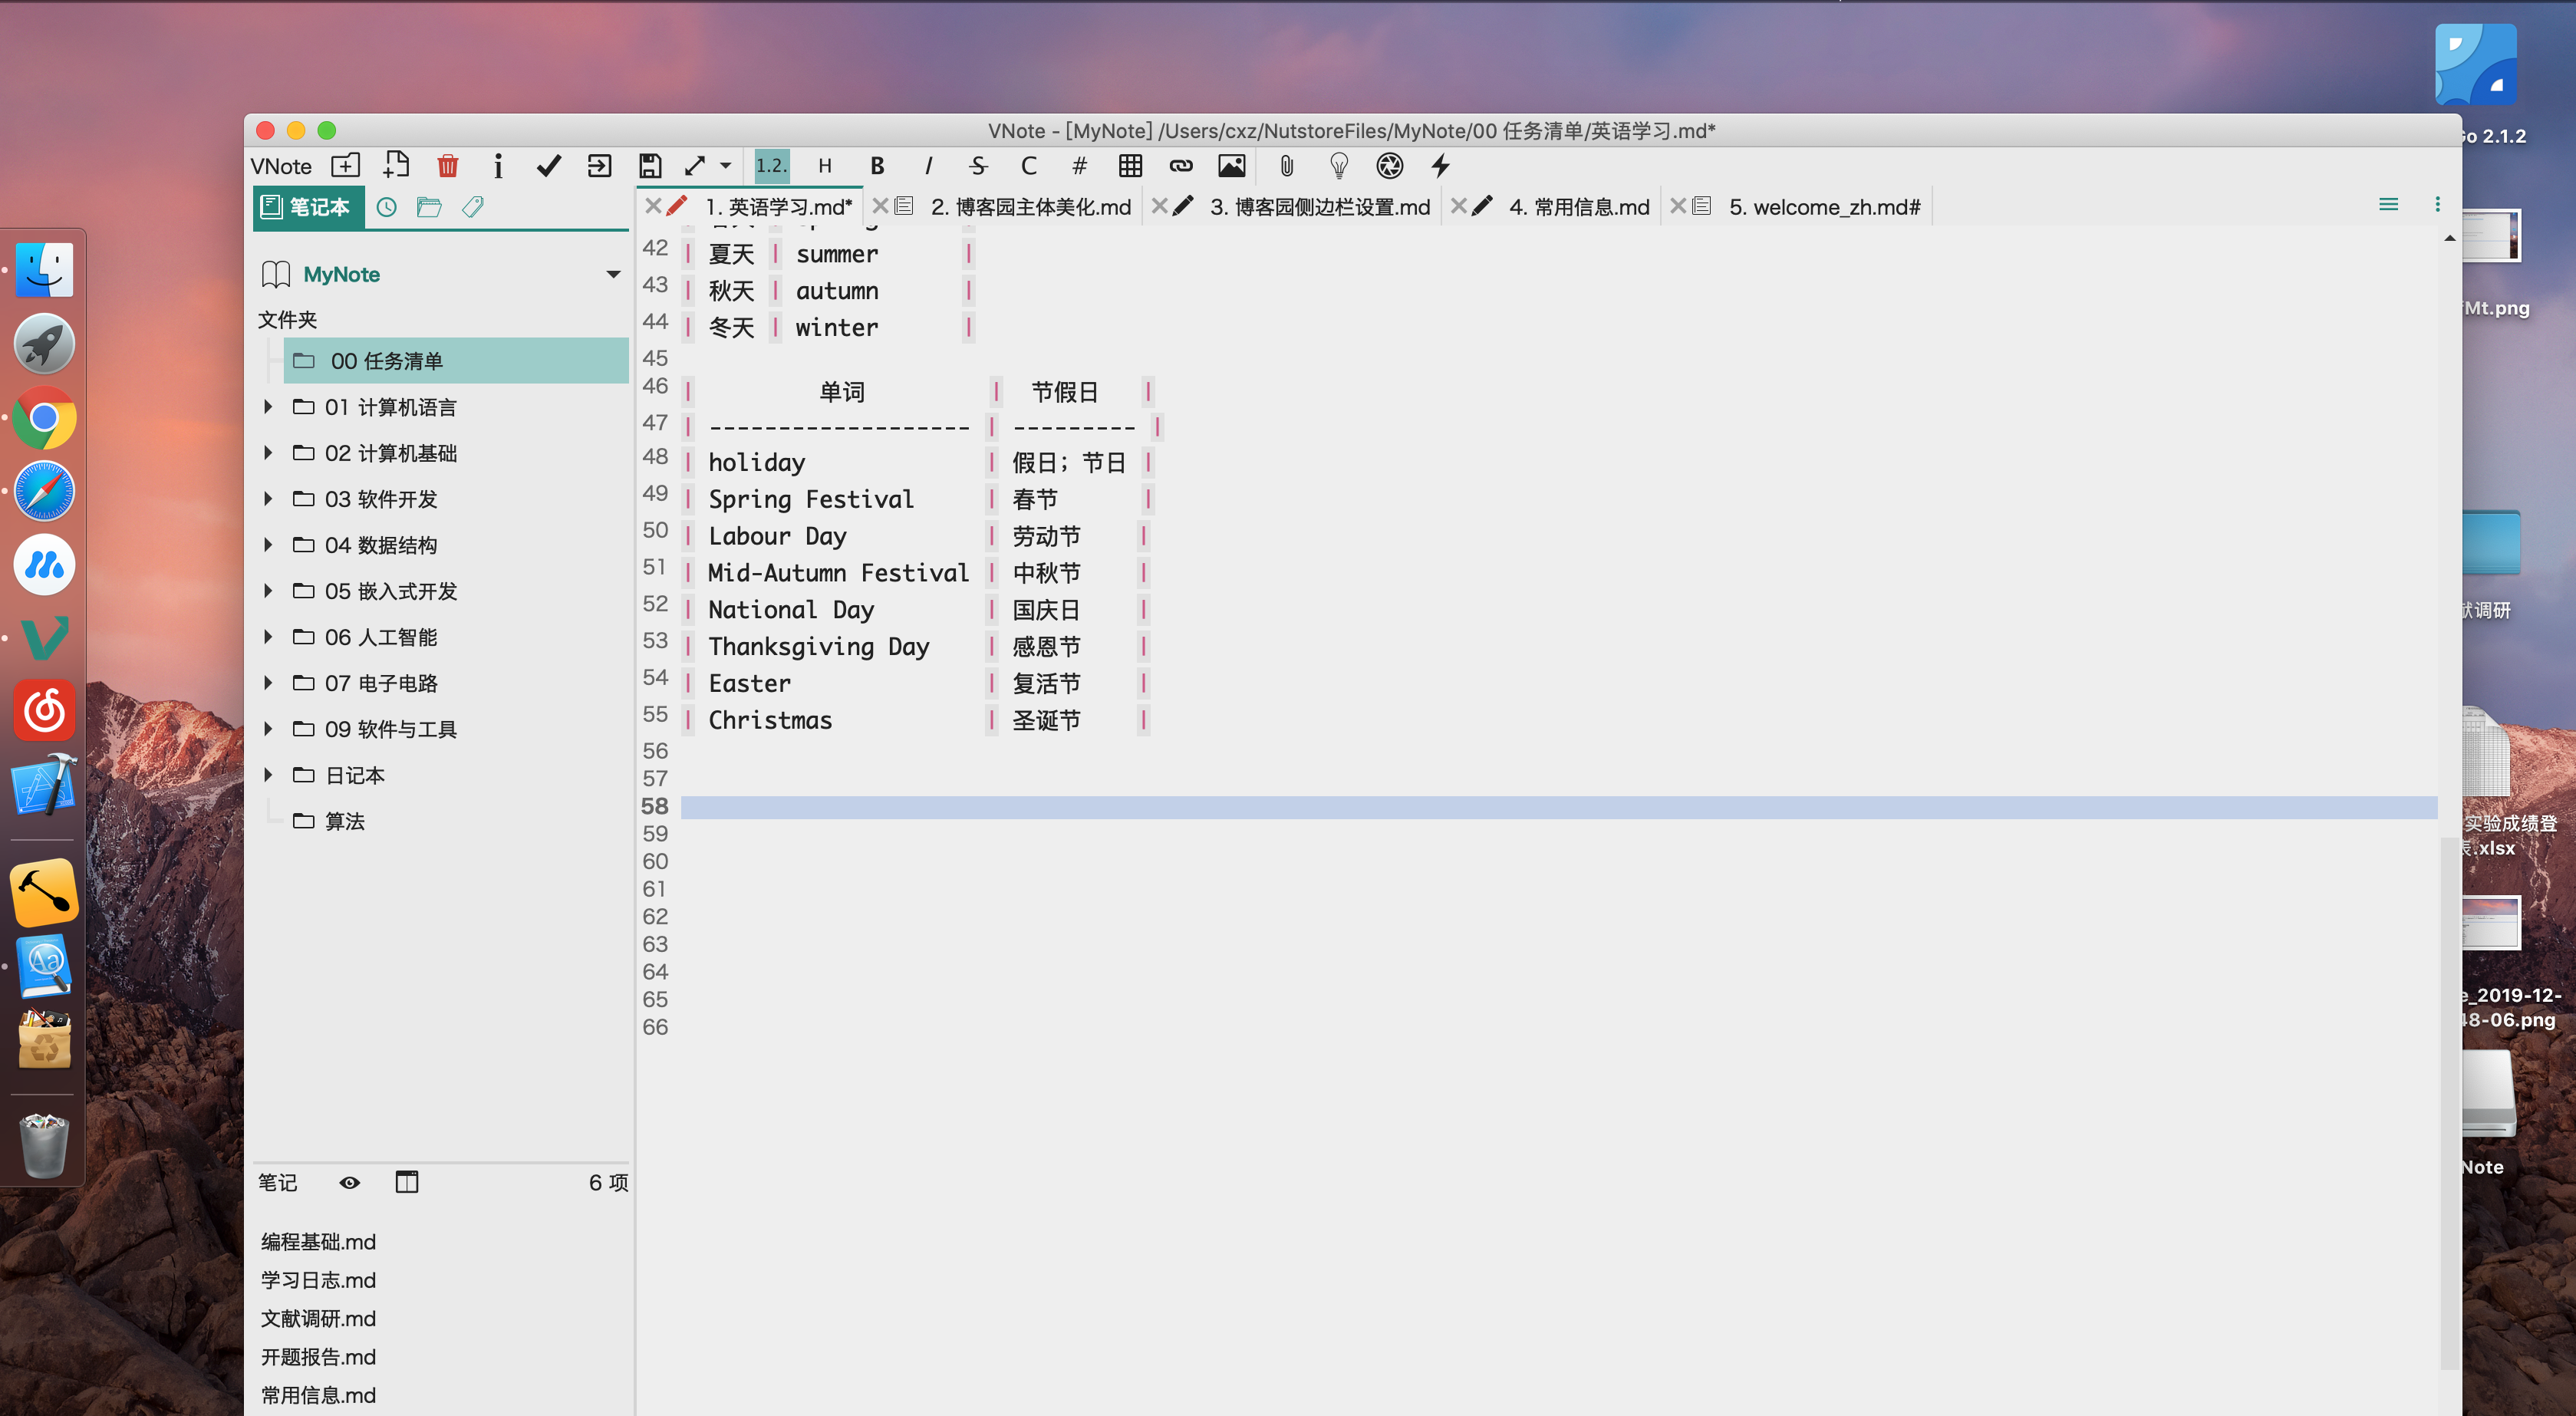 VNote - [MyNote] /Users/cxz/NutstoreFiles/MyNote/00 任务清单/英语学习.md*
VNote
1.2. H B I S C #
笔记本
1. 英语学习.md*
2. 博客园主体美化.md
3. 博客园侧边栏设置.md
4. 常用信息.md
5. welcome_zh.md#
MyNote
文件夹
00 任务清单
01 计算机语言
02 计算机基础
03 软件开发
04 数据结构
05 嵌入式开发
06 人工智能
07 电子电路
09 软件与工具
日记本
算法
笔记 6 项
编程基础.md
学习日志.md
文献调研.md
开题报告.md
常用信息.md
42 | 夏天 | summer |
43 | 秋天 | autumn |
44 | 冬天 | winter |
45
46 | 单词 | 节假日 |
47 | ------------------- | --------- |
48 | holiday | 假日；节日 |
49 | Spring Festival | 春节 |
50 | Labour Day | 劳动节 |
51 | Mid-Autumn Festival | 中秋节 |
52 | National Day | 国庆日 |
53 | Thanksgiving Day | 感恩节 |
54 | Easter | 复活节 |
55 | Christmas | 圣诞节 |
56
57
58
59
60
61
62
63
64
65
66
o 2.1.2
Mt.png
调研
实验成绩登
.xlsx
_2019-12-
48-06.png
Note